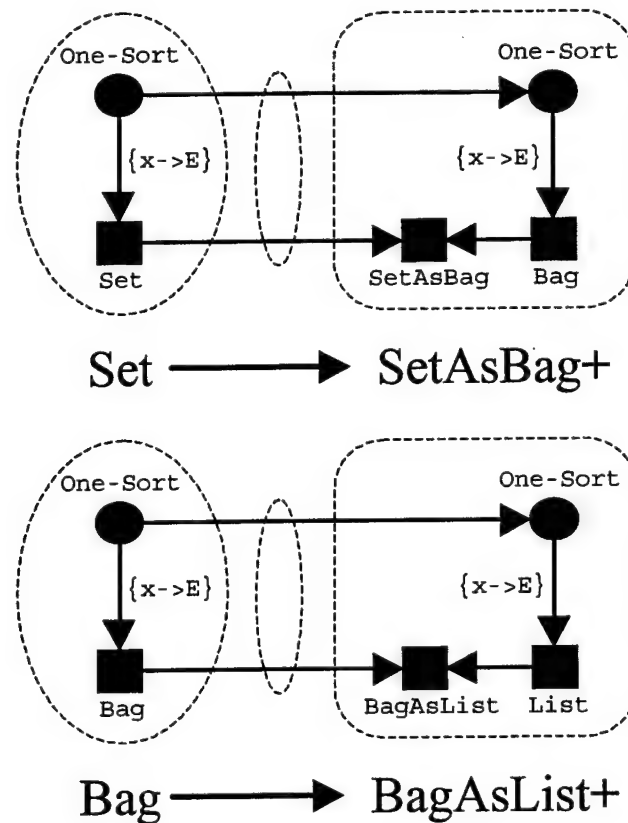 One-Sort One-Sort
{x->E} {x->E}
Set SetAsBag Bag
Set SetAsBag+
One-Sort One-Sort
{x->E} {x->E}
Bag BagAsList List
Bag BagAsList+